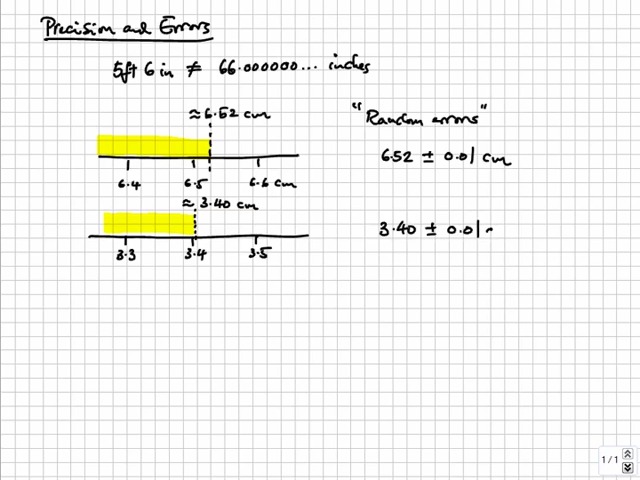 Precision and Errors
5ft 6 in ≠ 66.000000... inches
≈ 6.52 cm
6.4 6.5 6.6 cm
≈ 3.40 cm
3.3 3.4 3.5
"Random errors"
6.52 ± 0.01 cm
3.40 ± 0.01
1 / 1